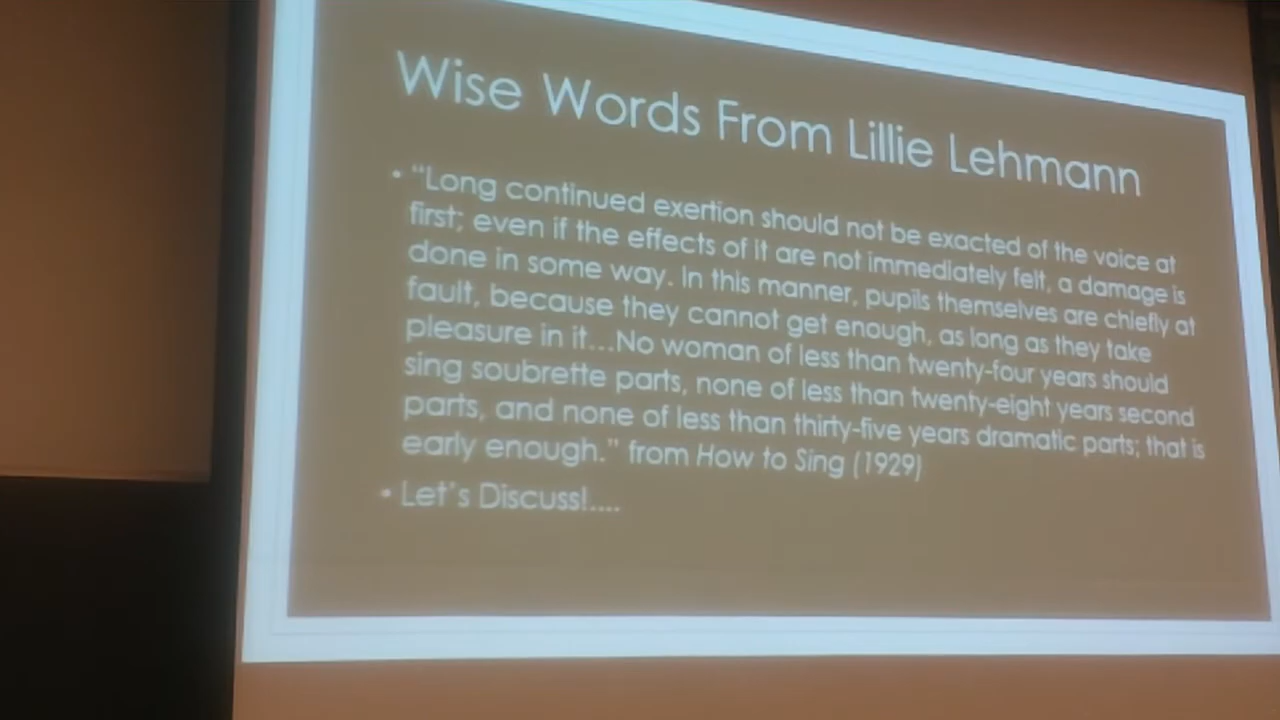 Wise Words From Lillie Lehmann
• “Long continued exertion should not be exacted of the voice at
first; even if the effects of it are not immediately felt, a damage is
done in some way. In this manner, pupils themselves are chiefly at
fault, because they cannot get enough, as long as they take
pleasure in it...No woman of less than twenty-four years should
sing soubrette parts, none of less than twenty-eight years second
parts, and none of less than thirty-five years dramatic parts; that is
early enough.” from How to Sing (1929)
• Let's Discuss!....